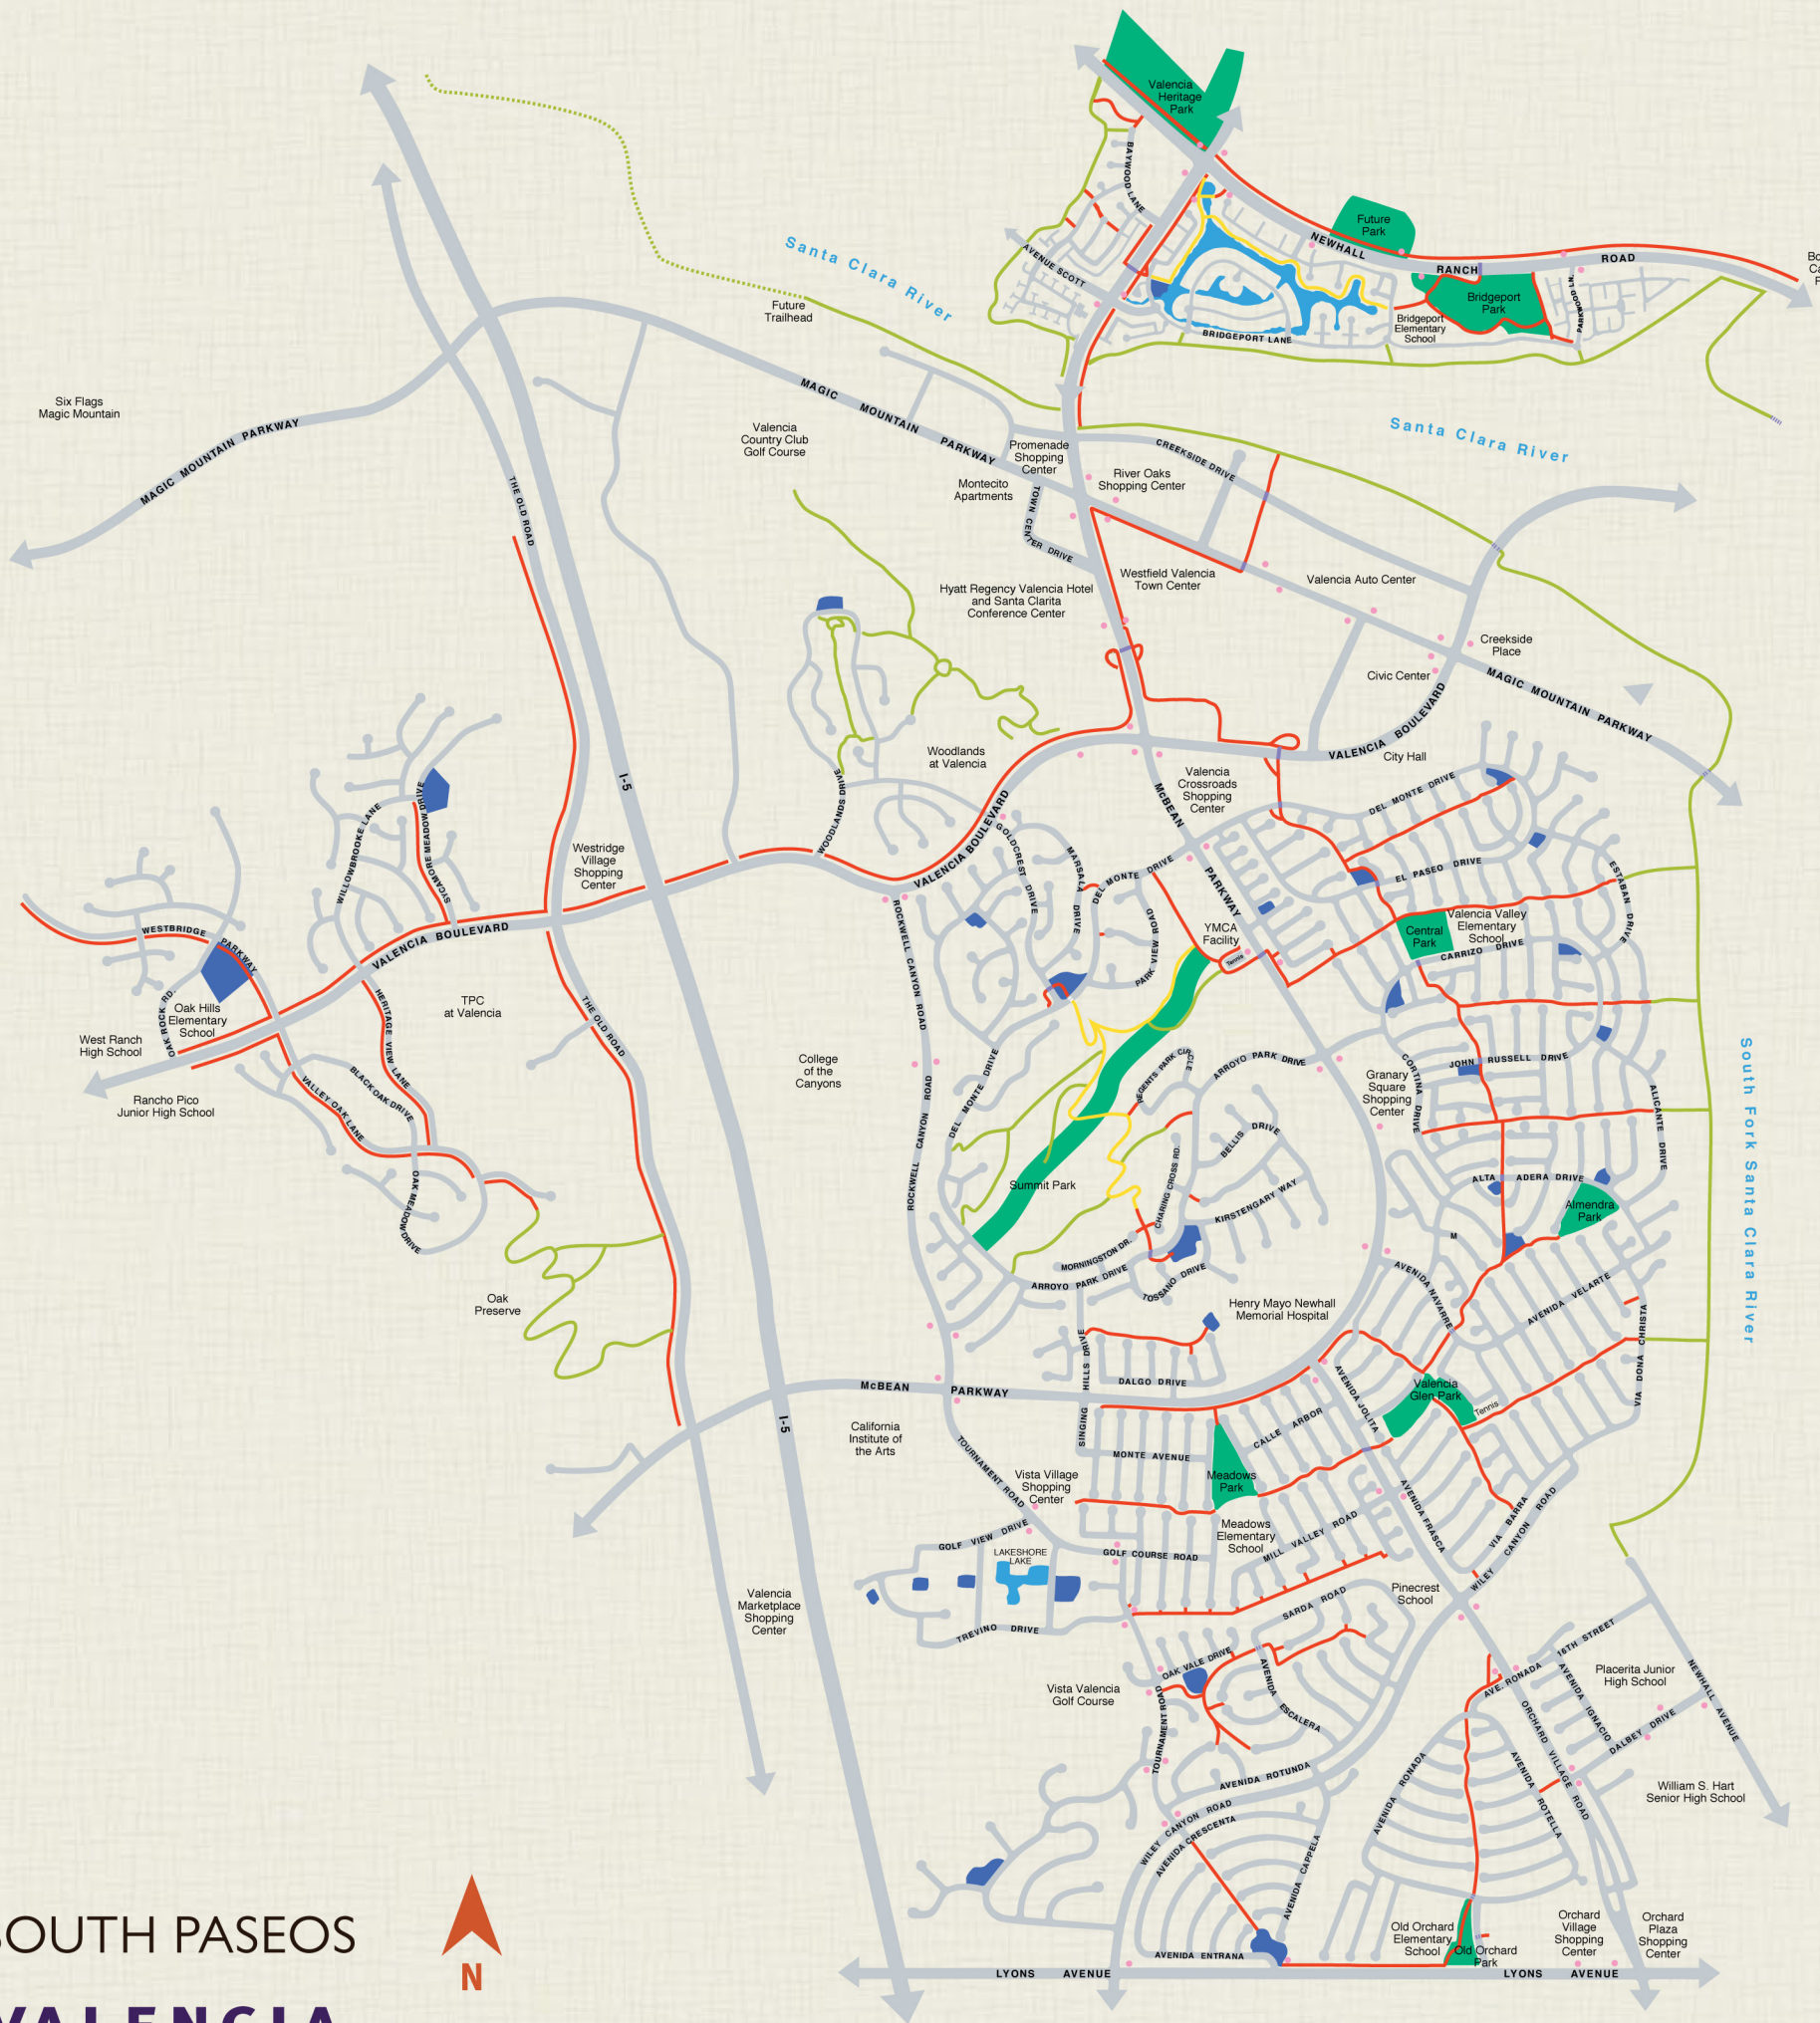 Valencia
Heritage
Park
BAYWOOD LANE
AVENUE SCOTT
Future
Park
NEWHALL RANCH ROAD
Bridgeport
Park
Bridgeport
Elementary
School
PARKWOOD LN.
BRIDGEPORT LANE
Santa Clara River
Future
Trailhead
Six Flags
Magic Mountain
MAGIC MOUNTAIN PARKWAY
THE OLD ROAD
MAGIC MOUNTAIN PARKWAY
Valencia
Country Club
Golf Course
Promenade
Shopping
Center
Montecito
Apartments
TOWN CENTER DRIVE
River Oaks
Shopping Center
CREEKSIDE DRIVE
Santa Clara River
Westfield Valencia
Town Center
Valencia Auto Center
Hyatt Regency Valencia Hotel
and Santa Clarita
Conference Center
Creekside
Place
Civic Center
MAGIC MOUNTAIN PARKWAY
VALENCIA BOULEVARD
City Hall
Woodlands
at Valencia
WOODLANDS DRIVE
I-5
Valencia
Crossroads
Shopping
Center
McBEAN PARKWAY
DEL MONTE DRIVE
EL PASEO DRIVE
ESTABAN DRIVE
VALENCIA BOULEVARD
GOLDCREST DRIVE
MARSALA DRIVE
DEL MONTE DRIVE
PARK VIEW ROAD
YMCA
Facility
Tennis
Central
Park
Valencia Valley
Elementary
School
CARRIZO DRIVE
Westridge
Village
Shopping
Center
WILLOWBROOKE LANE
SYCAMORE MEADOW DRIVE
WESTBRIDGE PARKWAY
VALENCIA BOULEVARD
OAK ROCK RD.
Oak Hills
Elementary
School
West Ranch
High School
Rancho Pico
Junior High School
HERITAGE VIEW LANE
BLACK OAK DRIVE
VALLEY OAK LANE
OAK MEADOW DRIVE
TPC
at Valencia
THE OLD ROAD
Oak
Preserve
ROCKWELL CANYON ROAD
College
of the
Canyons
ROCKWELL CANYON ROAD
DEL MONTE DRIVE
Summit Park
REGENTS PARK CIRCLE
ARROYO PARK DRIVE
BELLIS DRIVE
CHARING CROSS RD.
KIRSTENGARY WAY
MORNINGSTON DR.
ARROYO PARK DRIVE
TOSSANO DRIVE
Granary
Square
Shopping
Center
CORTINA DRIVE
JOHN RUSSELL DRIVE
ALICANTE DRIVE
ALTA ADERA DRIVE
Almendra
Park
M
South Fork Santa Clara River
AVENIDA NAVARRE
AVENIDA VELARTE
VIA DONA CHRISTA
Henry Mayo Newhall
Memorial Hospital
SINGING HILLS DRIVE
DALGO DRIVE
McBEAN PARKWAY
I-5
California
Institute of
the Arts
TOURNAMENT ROAD
Valencia
Glen Park
Tennis
AVENIDA JOLITA
CALLE ARBOR
MONTE AVENUE
Meadows
Park
Vista Village
Shopping
Center
Meadows
Elementary
School
MILL VALLEY ROAD
AVENIDA FRASCA
VIA BARRA
WILEY CANYON ROAD
GOLF VIEW DRIVE
LAKESHORE
LAKE
GOLF COURSE ROAD
TREVINO DRIVE
Valencia
Marketplace
Shopping
Center
SARDA ROAD
Pinecrest
School
OAK VALE DRIVE
AVENIDA ESCALERA
Vista Valencia
Golf Course
TOURNAMENT ROAD
AVENIDA ROTUNDA
WILEY CANYON ROAD
AVENIDA CRESCENTA
AVENIDA CAPPELA
AVENIDA ENTRANA
16TH STREET
AVE. RONADA
AVENIDA IGNACIO
Placerita Junior
High School
NEWHALL AVENUE
DALBEY DRIVE
ORCHARD VILLAGE ROAD
AVENIDA ROTELLA
AVENIDA RONADA
William S. Hart
Senior High School
Old Orchard
Elementary
School
Old Orchard
Park
Orchard
Village
Shopping
Center
Orchard
Plaza
Shopping
Center
LYONS AVENUE
LYONS AVENUE
OUTH PASEOS
N
VALENCIA